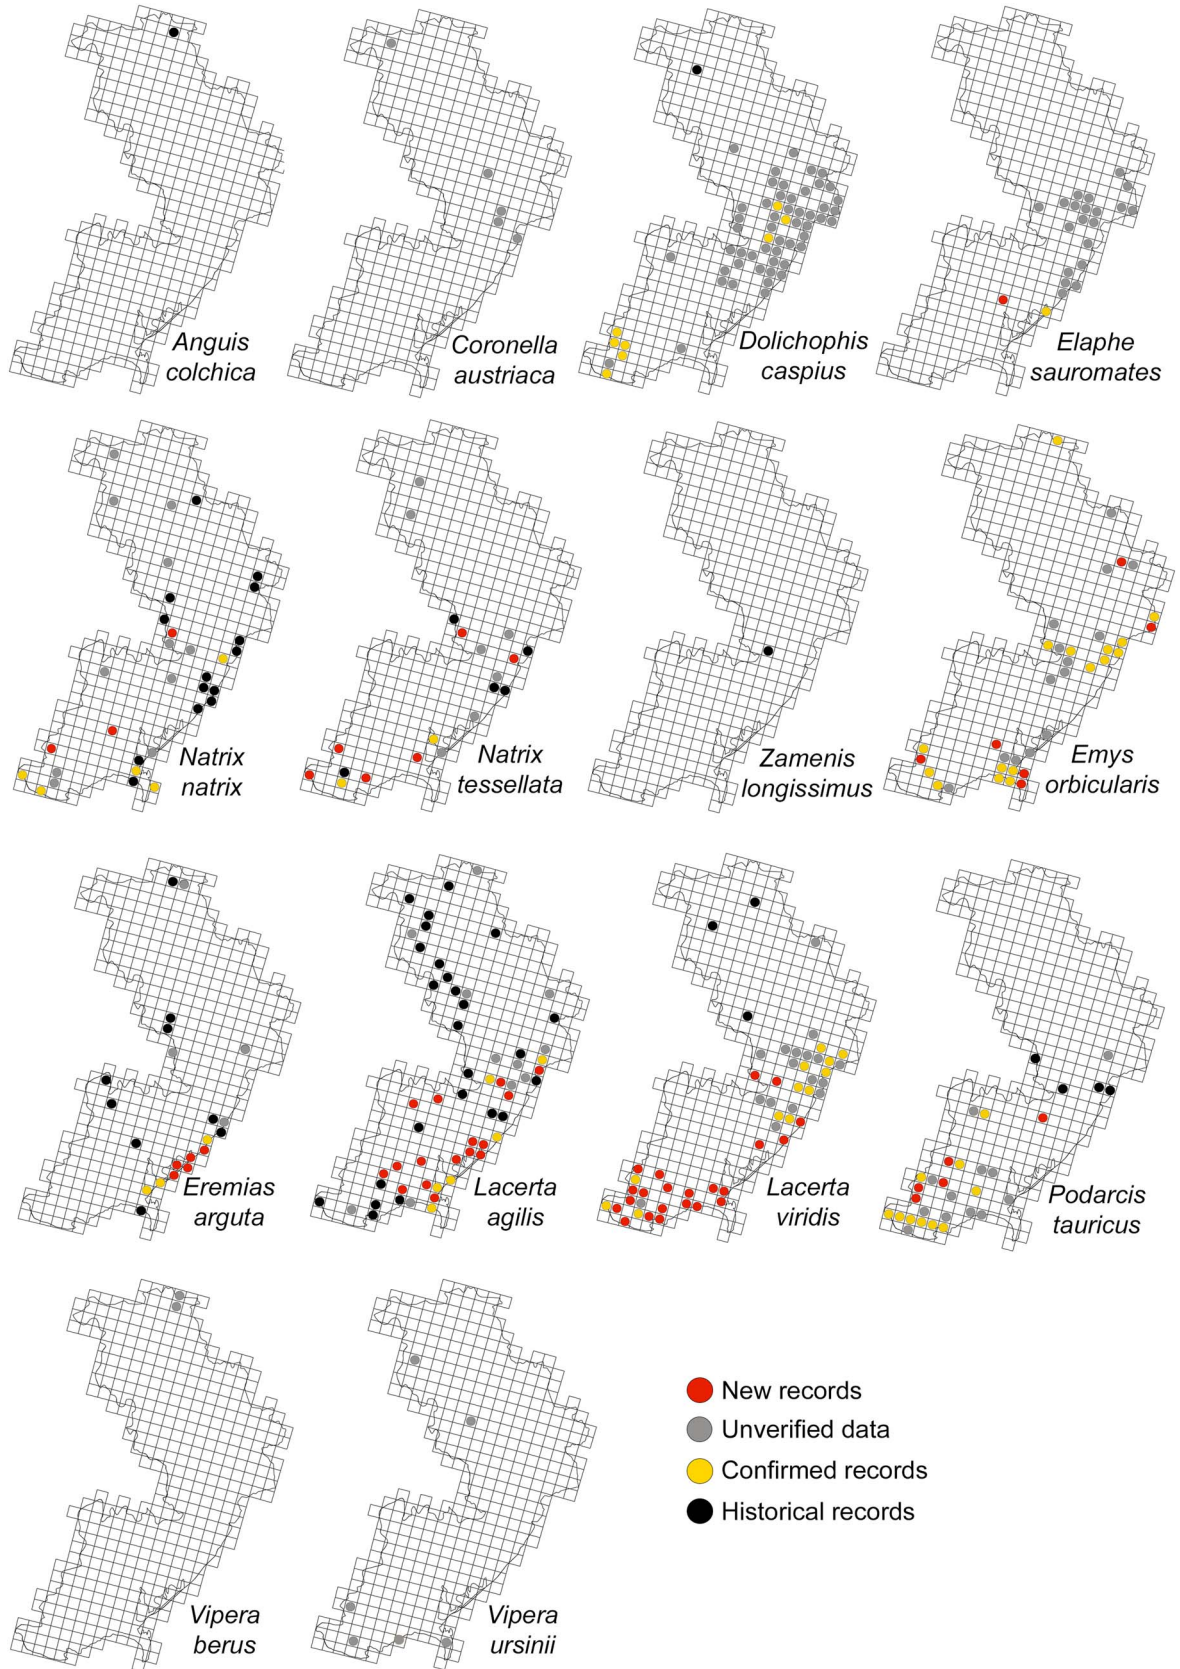 Anguis
colchica
Coronella
austriaca
Dolichophis
caspius
Elaphe
sauromates
Natrix
natrix
Natrix
tessellata
Zamenis
longissimus
Emys
orbicularis
Eremias
arguta
Lacerta
agilis
Lacerta
viridis
Podarcis
tauricus
Vipera
berus
Vipera
ursinii
New records
Unverified data
Confirmed records
Historical records